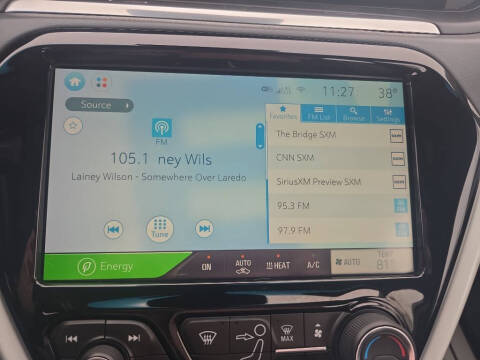 11:27 38°
Source
Favorites FM List Browse Settings
FM
105.1 ney Wils
Lainey Wilson - Somewhere Over Laredo
Tune
The Bridge SXM
CNN SXM
SiriusXM Preview SXM
95.3 FM
97.9 FM
Energy
ON
AUTO
HEAT
A/C
AUTO
MAX